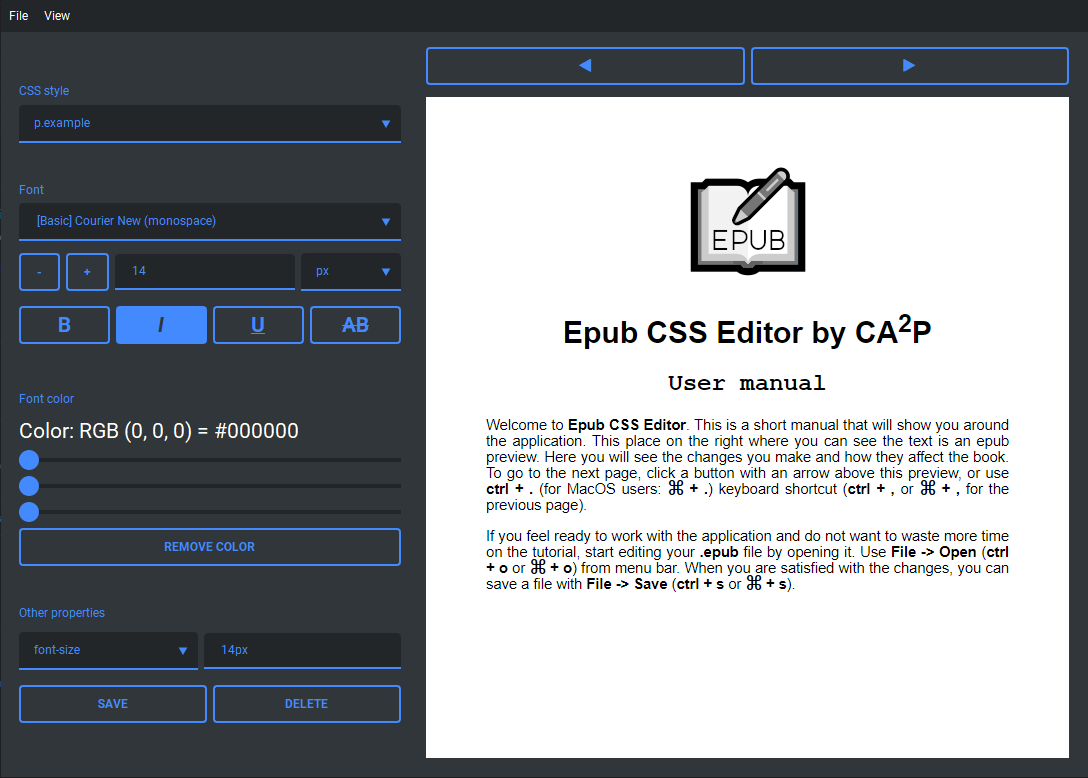 File View
CSS style
p.example
Font
[Basic] Courier New (monospace)
- + 14 px
B I U AB
Font color
Color: RGB (0, 0, 0) = #000000
REMOVE COLOR
Other properties
font-size 14px
SAVE DELETE
EPUB
Epub CSS Editor by CA²P
User manual
Welcome to Epub CSS Editor. This is a short manual that will show you around
the application. This place on the right where you can see the text is an epub
preview. Here you will see the changes you make and how they affect the book.
To go to the next page, click a button with an arrow above this preview, or use
ctrl + . (for MacOS users: ⌘ + .) keyboard shortcut (ctrl + , or ⌘ + , for the
previous page).
If you feel ready to work with the application and do not want to waste more time
on the tutorial, start editing your .epub file by opening it. Use File -> Open (ctrl
+ o or ⌘ + o) from menu bar. When you are satisfied with the changes, you can
save a file with File -> Save (ctrl + s or ⌘ + s).